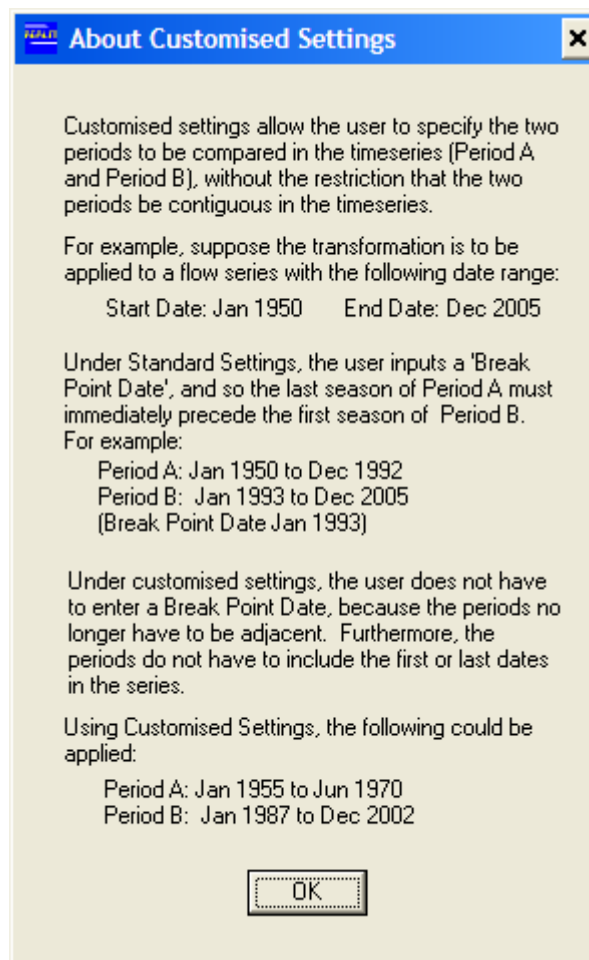 About Customised Settings
Customised settings allow the user to specify the two
periods to be compared in the timeseries (Period A
and Period B), without the restriction that the two
periods be contiguous in the timeseries.
For example, suppose the transformation is to be
applied to a flow series with the following date range:
Start Date: Jan 1950 End Date: Dec 2005
Under Standard Settings, the user inputs a 'Break
Point Date', and so the last season of Period A must
immediately precede the first season of Period B.
For example:
Period A: Jan 1950 to Dec 1992
Period B: Jan 1993 to Dec 2005
(Break Point Date Jan 1993)
Under customised settings, the user does not have
to enter a Break Point Date, because the periods no
longer have to be adjacent. Furthermore, the
periods do not have to include the first or last dates
in the series.
Using Customised Settings, the following could be
applied:
Period A: Jan 1955 to Jun 1970
Period B: Jan 1987 to Dec 2002
OK